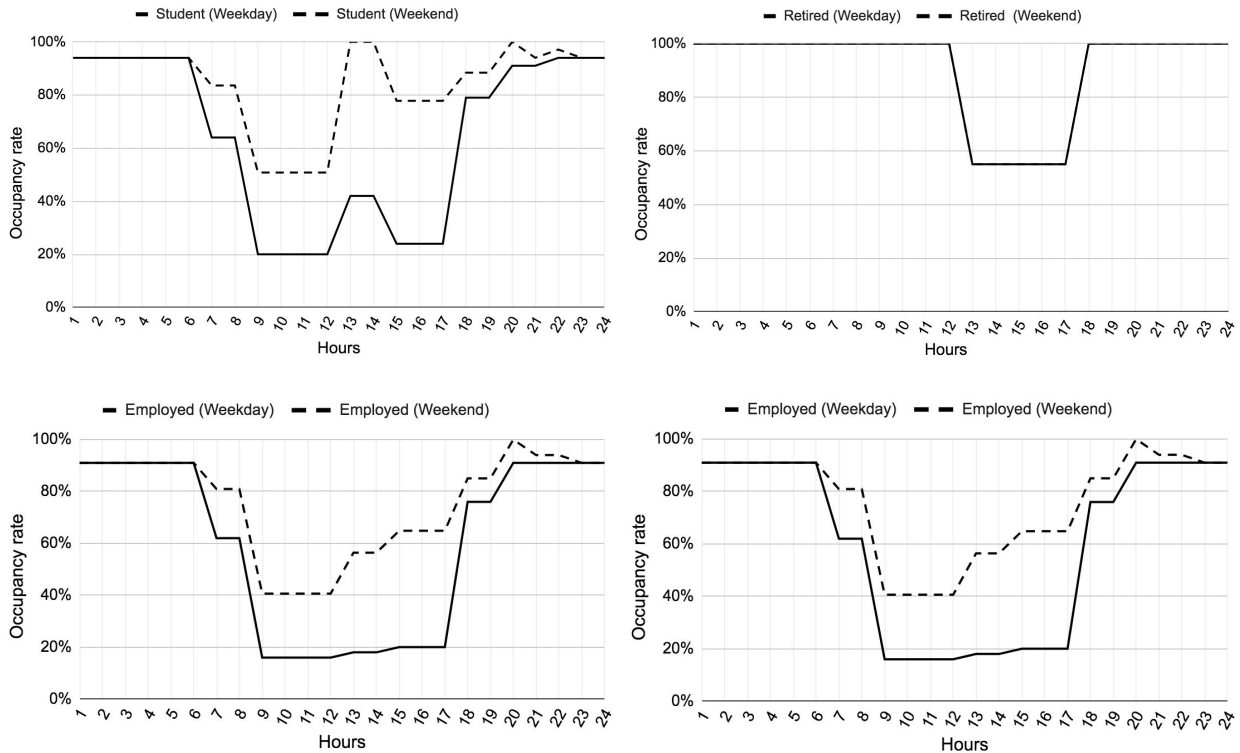 Student (Weekday) Student (Weekend)
100%
80%
60%
40%
20%
0%
Occupancy rate
1 2 3 4 5 6 7 8 9 10 11 12 13 14 15 16 17 18 19 20 21 22 23 24
Hours
Retired (Weekday) Retired (Weekend)
100%
80%
60%
40%
20%
0%
Occupancy rate
1 2 3 4 5 6 7 8 9 10 11 12 13 14 15 16 17 18 19 20 21 22 23 24
Hours
Employed (Weekday) Employed (Weekend)
100%
80%
60%
40%
20%
0%
Occupancy rate
1 2 3 4 5 6 7 8 9 10 11 12 13 14 15 16 17 18 19 20 21 22 23 24
Hours
Employed (Weekday) Employed (Weekend)
100%
80%
60%
40%
20%
0%
Occupancy rate
1 2 3 4 5 6 7 8 9 10 11 12 13 14 15 16 17 18 19 20 21 22 23 24
Hours